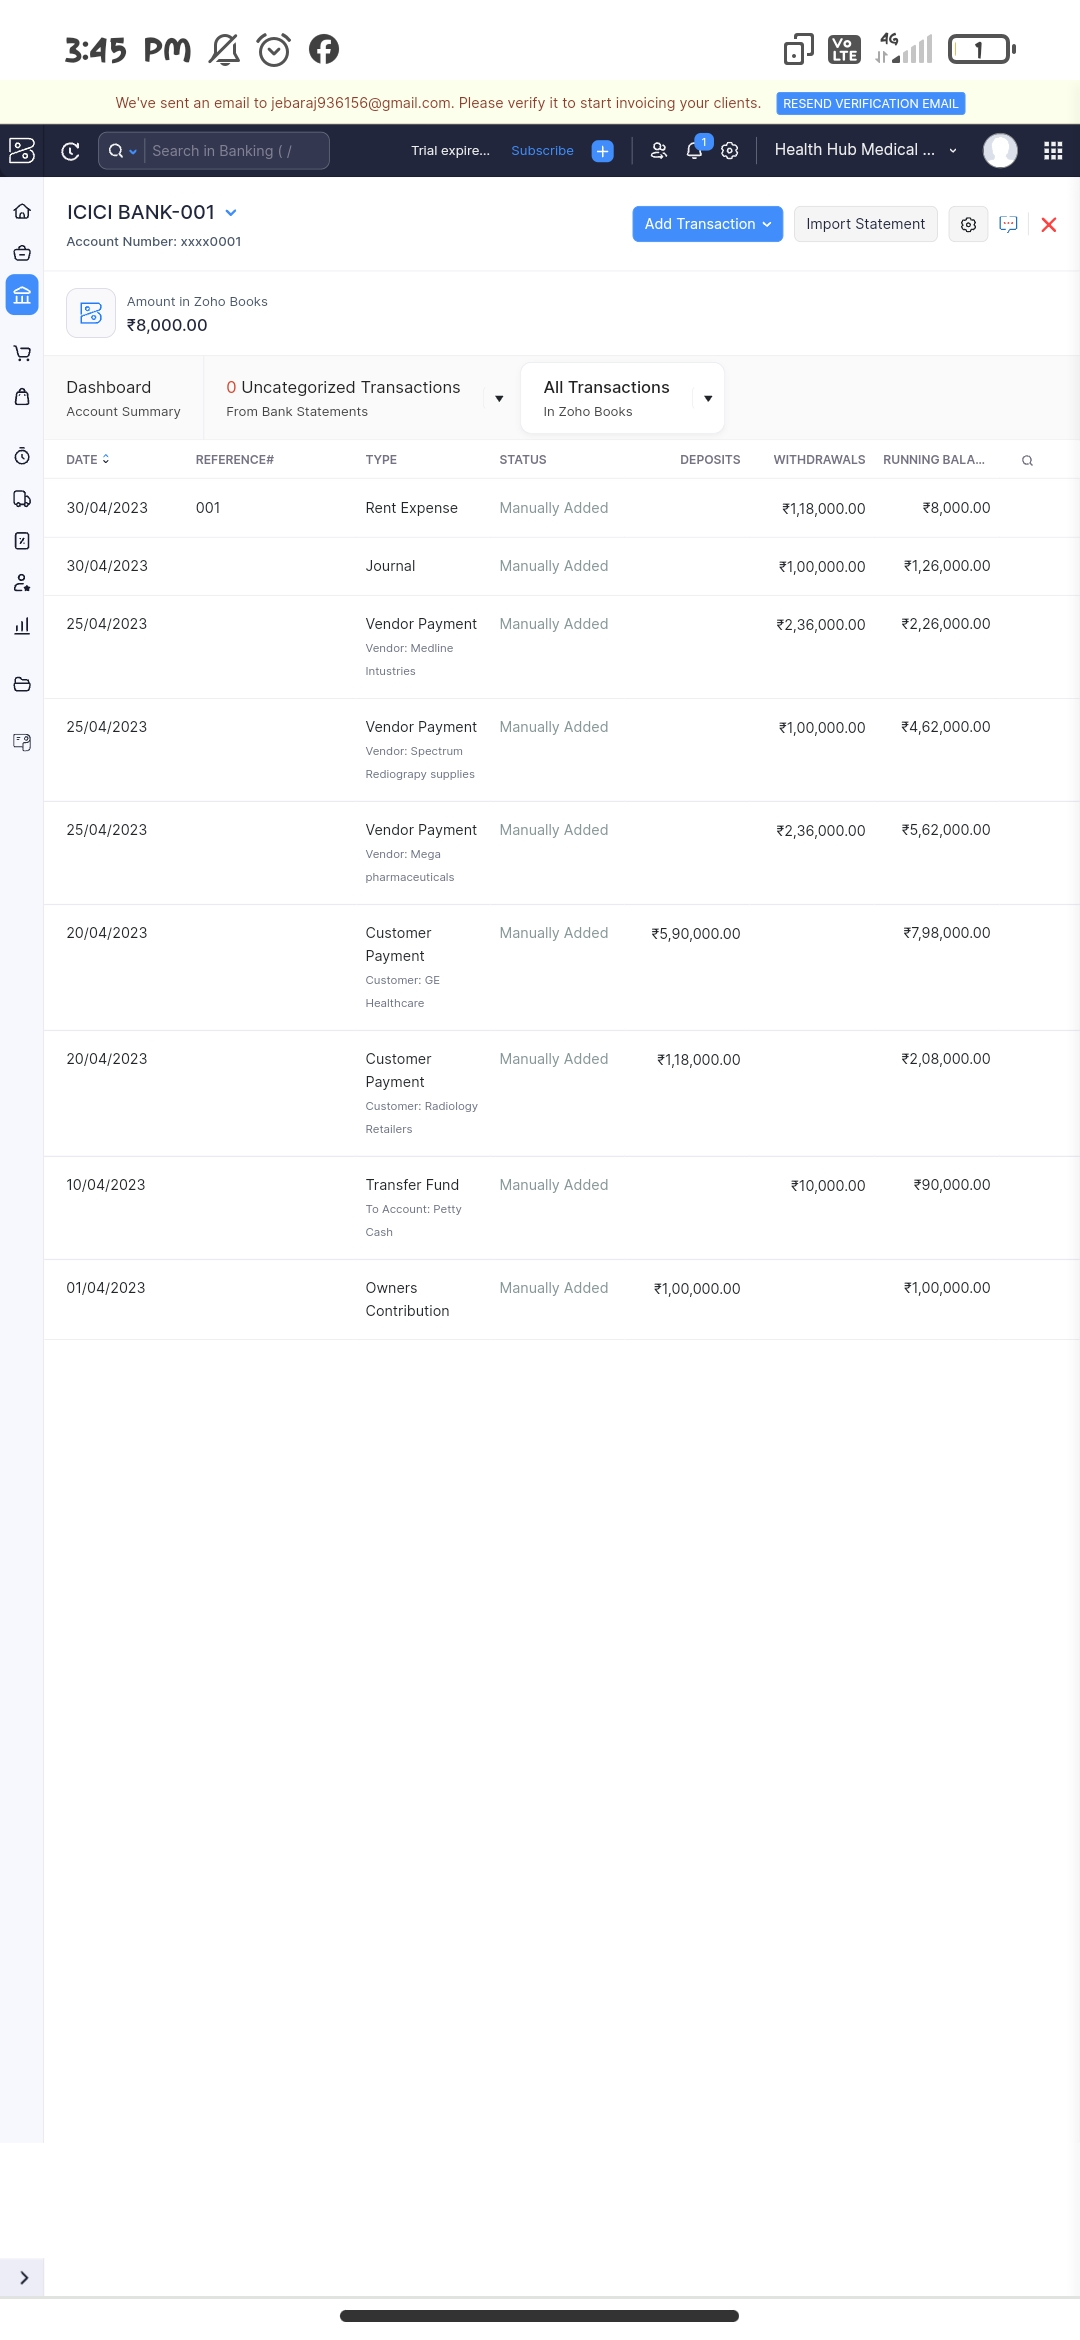 3:45 PM
Vo LTE 4G 1
We've sent an email to jebaraj936156@gmail.com. Please verify it to start invoicing your clients. RESEND VERIFICATION EMAIL
Search in Banking ( / Trial expire... Subscribe 1 Health Hub Medical ...
ICICI BANK-001
Account Number: xxxx0001
Add Transaction Import Statement
Amount in Zoho Books
₹8,000.00
Dashboard 0 Uncategorized Transactions All Transactions
Account Summary From Bank Statements In Zoho Books
DATE REFERENCE# TYPE STATUS DEPOSITS WITHDRAWALS RUNNING BALA...
30/04/2023 001 Rent Expense Manually Added ₹1,18,000.00 ₹8,000.00
30/04/2023 Journal Manually Added ₹1,00,000.00 ₹1,26,000.00
25/04/2023 Vendor Payment Manually Added ₹2,36,000.00 ₹2,26,000.00
Vendor: Medline
Intustries
25/04/2023 Vendor Payment Manually Added ₹1,00,000.00 ₹4,62,000.00
Vendor: Spectrum
Rediograpy supplies
25/04/2023 Vendor Payment Manually Added ₹2,36,000.00 ₹5,62,000.00
Vendor: Mega
pharmaceuticals
20/04/2023 Customer Manually Added ₹5,90,000.00 ₹7,98,000.00
Payment
Customer: GE
Healthcare
20/04/2023 Customer Manually Added ₹1,18,000.00 ₹2,08,000.00
Payment
Customer: Radiology
Retailers
10/04/2023 Transfer Fund Manually Added ₹10,000.00 ₹90,000.00
To Account: Petty
Cash
01/04/2023 Owners Manually Added ₹1,00,000.00 ₹1,00,000.00
Contribution